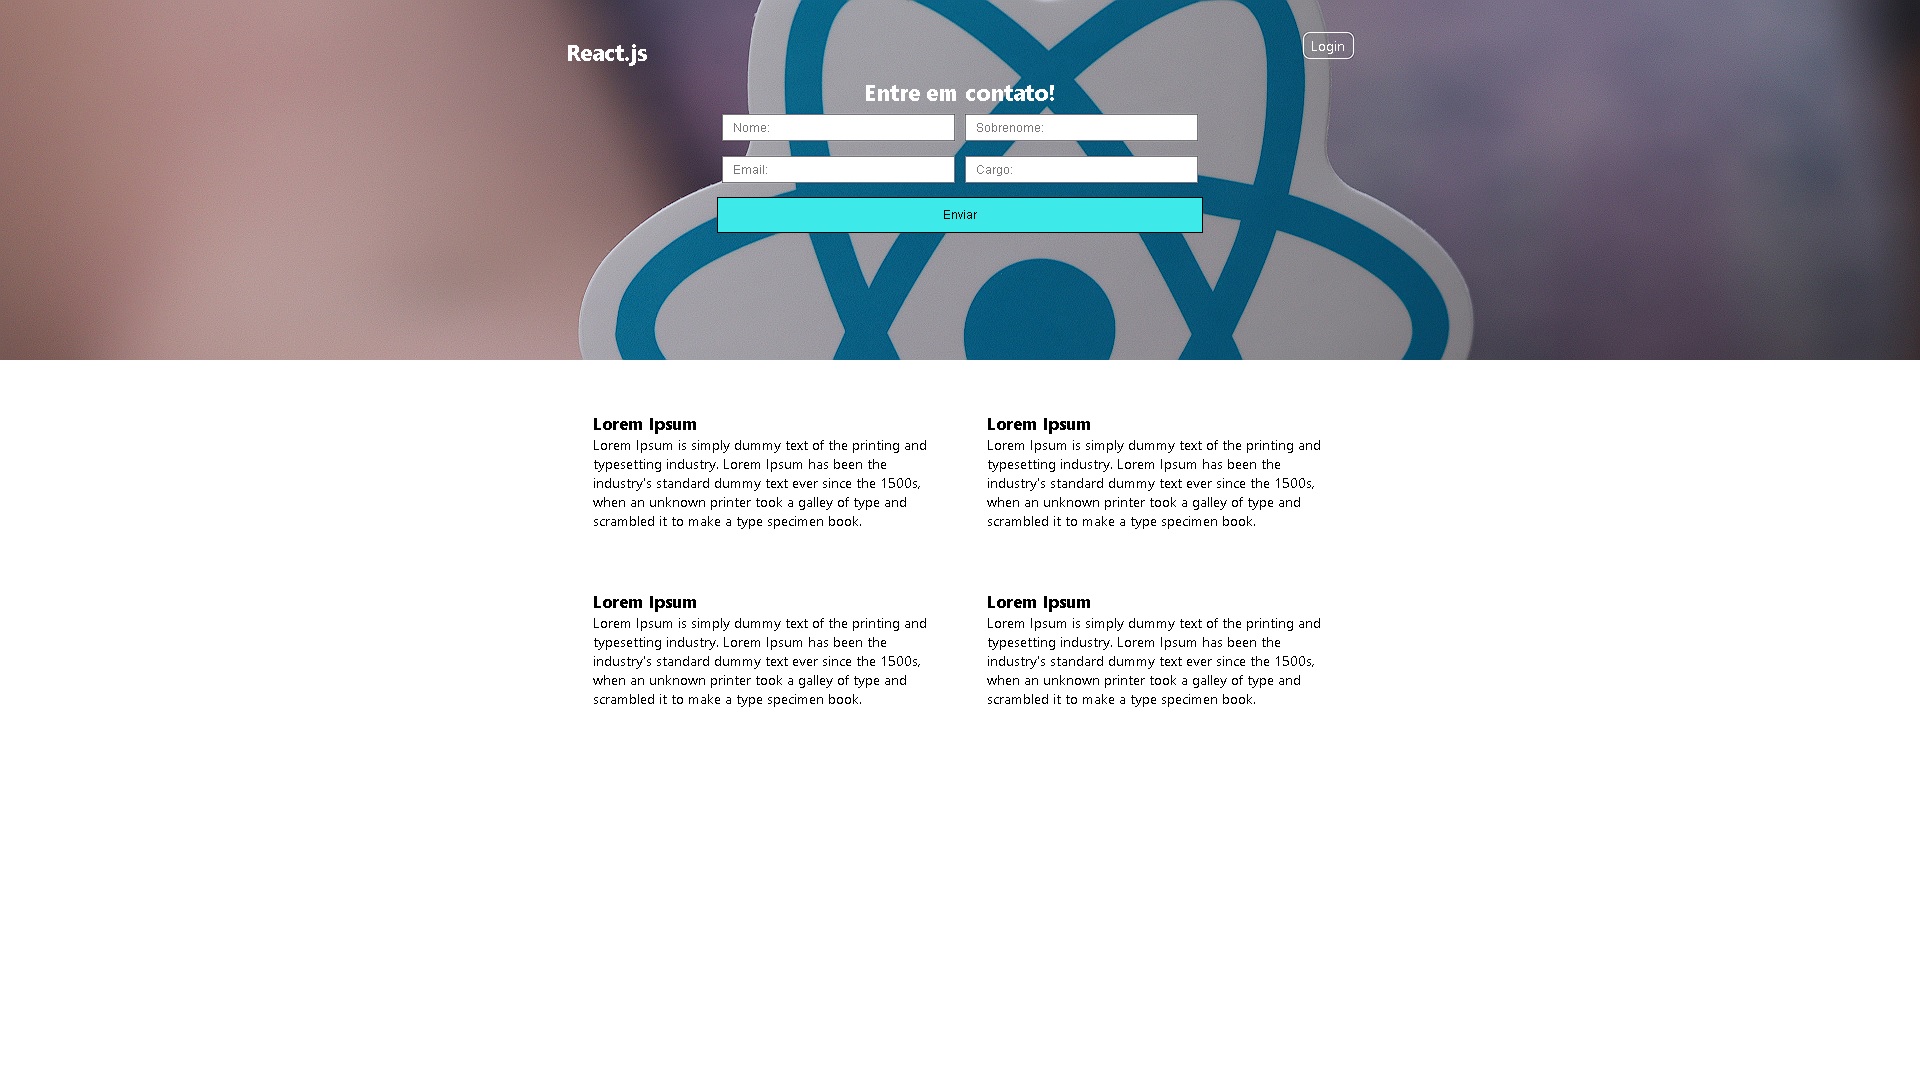 React.js
Login
Entre em contato!
Nome:
Sobrenome:
Email:
Cargo:
Enviar
Lorem Ipsum
Lorem Ipsum is simply dummy text of the printing and
typesetting industry. Lorem Ipsum has been the
industry's standard dummy text ever since the 1500s,
when an unknown printer took a galley of type and
scrambled it to make a type specimen book.
Lorem Ipsum
Lorem Ipsum is simply dummy text of the printing and
typesetting industry. Lorem Ipsum has been the
industry's standard dummy text ever since the 1500s,
when an unknown printer took a galley of type and
scrambled it to make a type specimen book.
Lorem Ipsum
Lorem Ipsum is simply dummy text of the printing and
typesetting industry. Lorem Ipsum has been the
industry's standard dummy text ever since the 1500s,
when an unknown printer took a galley of type and
scrambled it to make a type specimen book.
Lorem Ipsum
Lorem Ipsum is simply dummy text of the printing and
typesetting industry. Lorem Ipsum has been the
industry's standard dummy text ever since the 1500s,
when an unknown printer took a galley of type and
scrambled it to make a type specimen book.